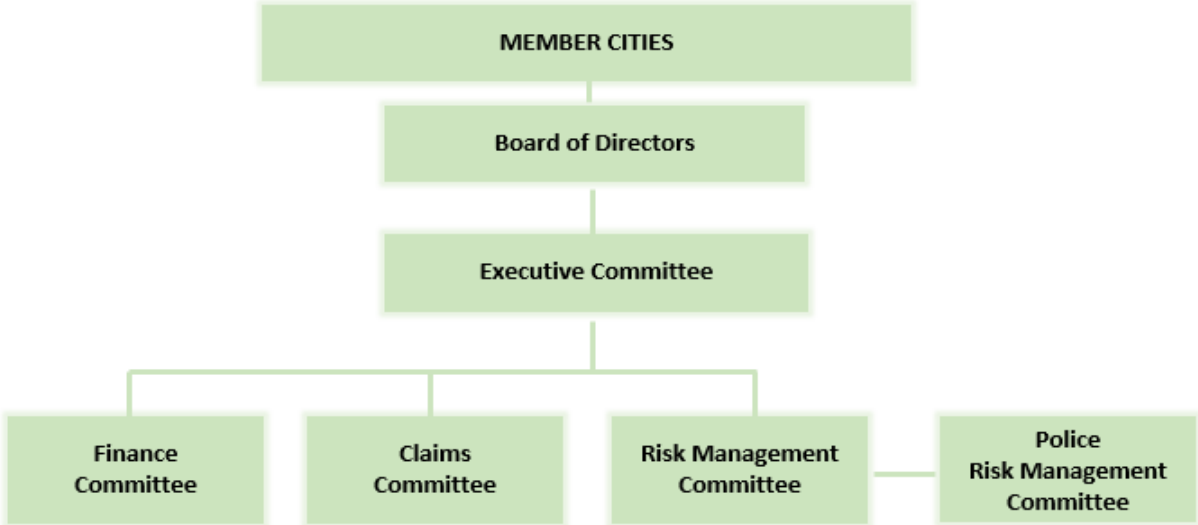 MEMBER CITIES
Board of Directors
Executive Committee
Finance
Committee
Claims
Committee
Risk Management
Committee
Police
Risk Management
Committee